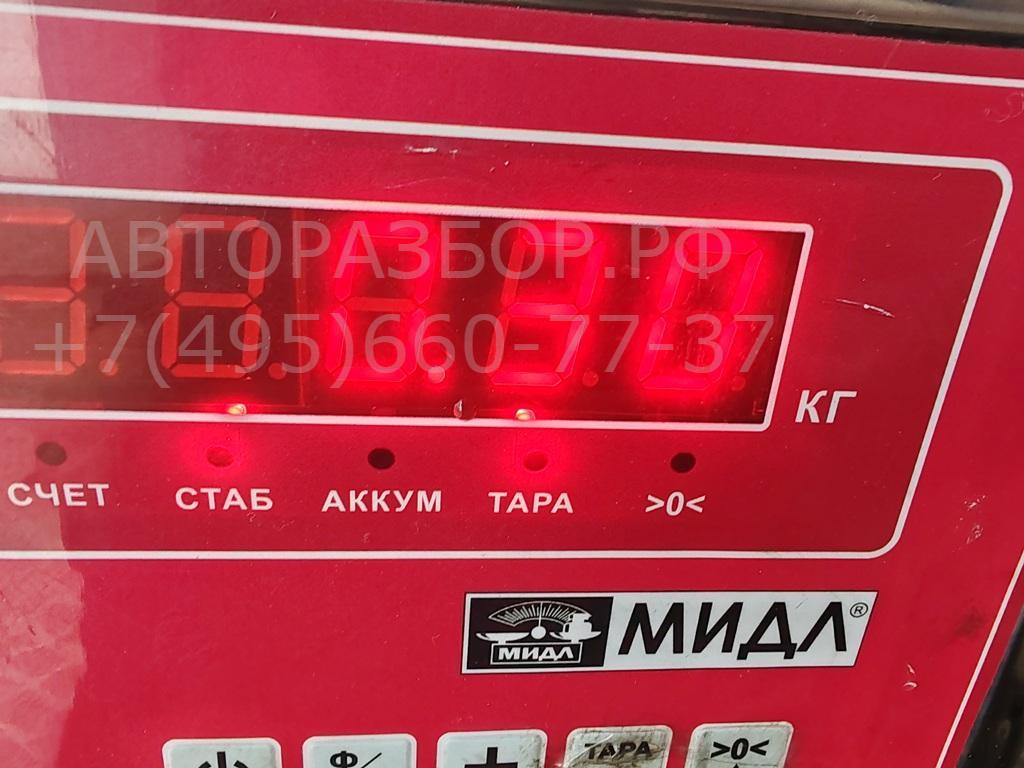 АВТОРАЗБОР.РФ
+7(495)660-77-37
КГ
СЧЕТ СТАБ АККУМ ТАРА >0<
МИДЛ МИДЛ®
Ф/ + ТАРА >0<